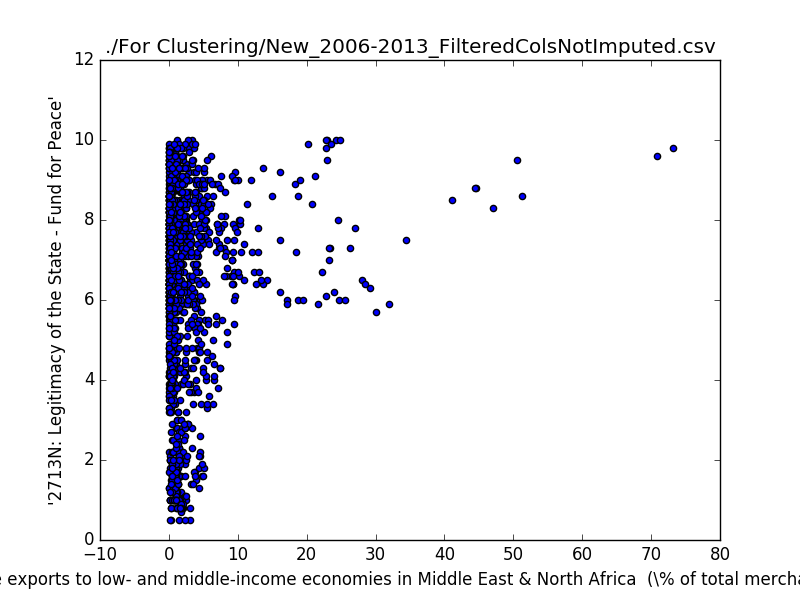 ./For Clustering/New_2006-2013_FilteredColsNotImputed.csv
'2713N: Legitimacy of the State - Fund for Peace'
12
10
8
6
4
2
0
−10 0 10 20 30 40 50 60 70 80
exports to low- and middle-income economies in Middle East & North Africa (\% of total